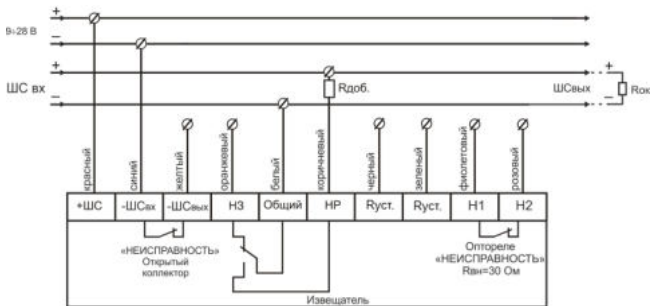 +
9÷28 В
−
+
ШС вх
−
Rдоб.
ШСвых
+
−
Rок
красный
синий
желтый
оранжевый
белый
коричневый
черный
зеленый
фиолетовый
розовый
+ШС
-ШСвх
-ШСвых
НЗ
Общий
НР
Rуст.
Rуст.
Н1
Н2
«НЕИСПРАВНОСТЬ»
Открытый
коллектор
Оптореле
«НЕИСПРАВНОСТЬ»
Rвн=30 Ом
Извещатель